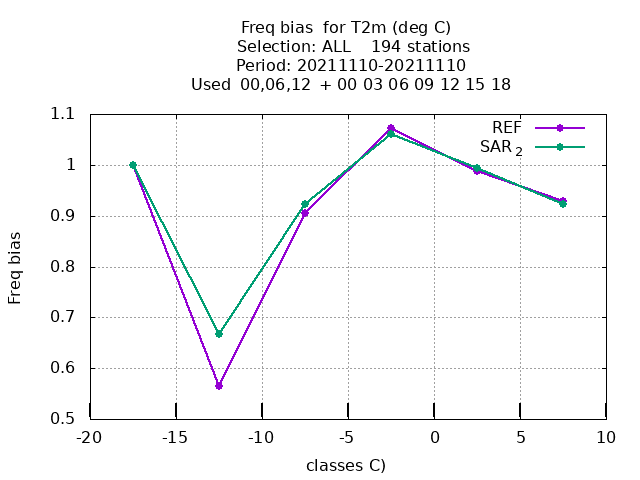 Freq bias for T2m (deg C)
Selection: ALL 194 stations
Period: 20211110-20211110
Used 00,06,12 + 00 03 06 09 12 15 18
REF
SAR 2
1.1
1
0.9
0.8
0.7
0.6
0.5
Freq bias
-20 -15 -10 -5 0 5 10
classes C)